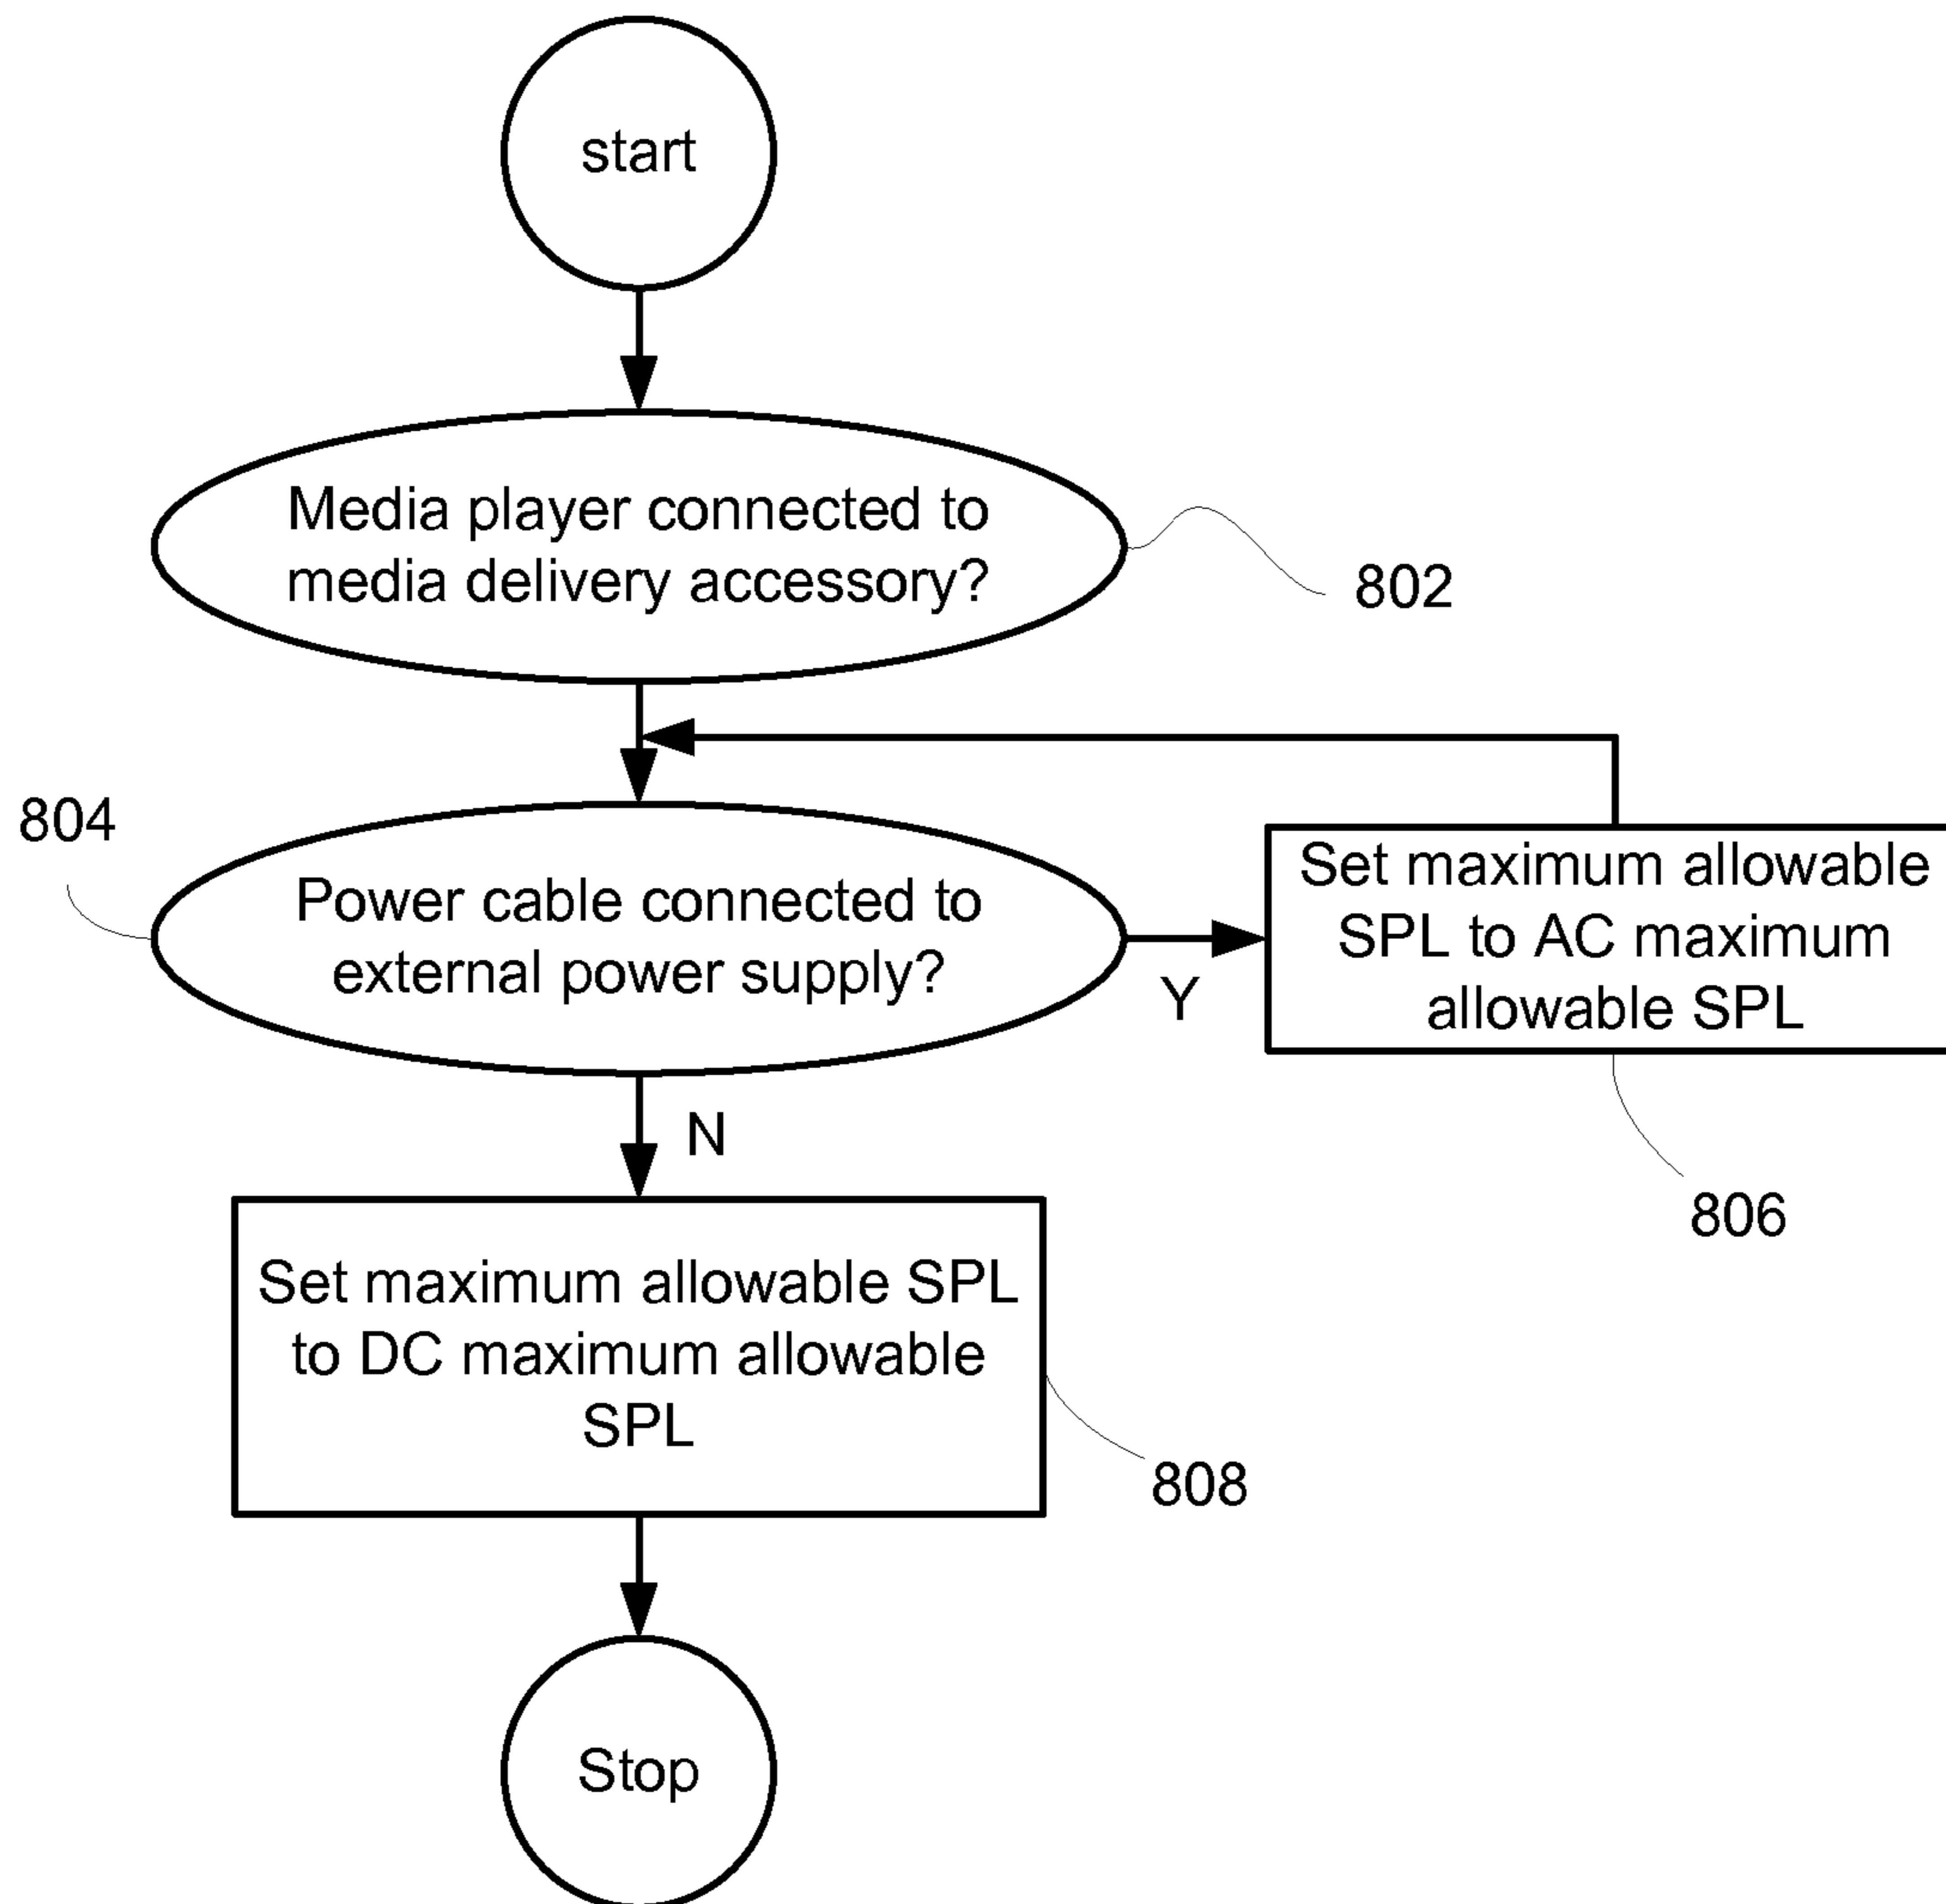 start
Media player connected to
media delivery accessory?
802
804
Power cable connected to
external power supply?
Y
Set maximum allowable
SPL to AC maximum
allowable SPL
806
N
Set maximum allowable SPL
to DC maximum allowable
SPL
808
Stop